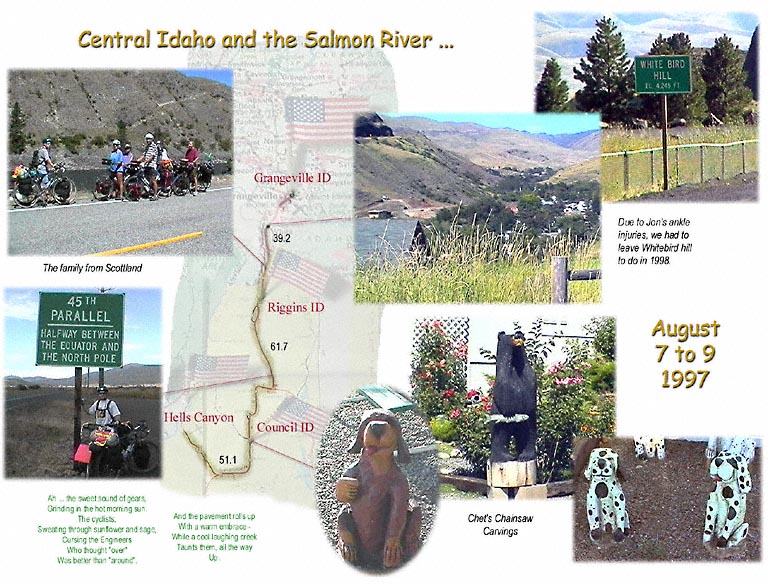 Central Idaho and the Salmon River ...
WHITE BIRD
HILL
EL. 4,245 FT.
Grangeville ID
The family from Scottland
Due to Jon's ankle
injuries, we had to
leave Whitebird hill
to do in 1998.
39.2
Riggins ID
61.7
45TH
PARALLEL
HALFWAY BETWEEN
THE EQUATOR AND
THE NORTH POLE
August
7 to 9
1997
Hells Canyon
Council ID
51.1
Ah ... the sweet sound of gears,
Grinding in the hot morning sun.
The cyclists,
Sweating through sunflower and sage,
Cursing the Engineers
Who thought "over"
Was better than "around".
And the pavement rolls up
With a warm embrace -
While a cool laughing creek
Taunts them, all the way
Up.
Chet's Chainsaw
Carvings